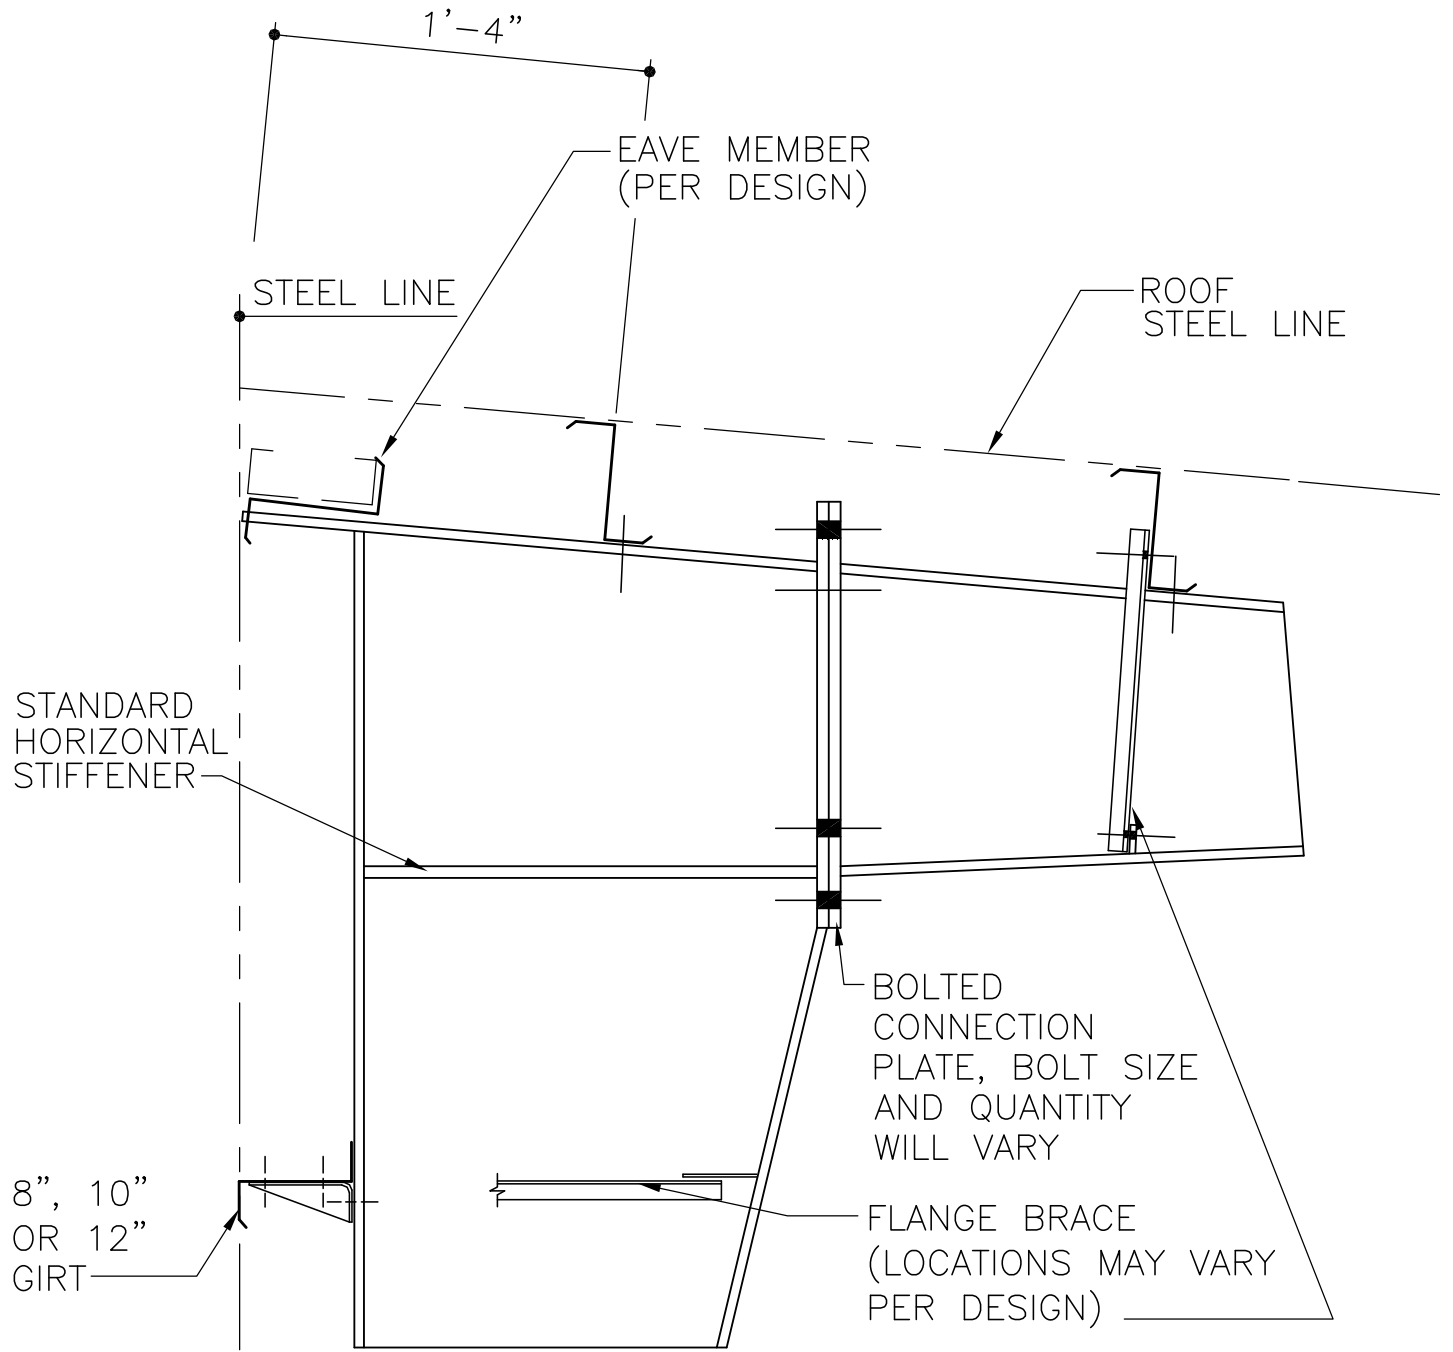 1'-4"
EAVE MEMBER
(PER DESIGN)
STEEL LINE
ROOF
STEEL LINE
STANDARD
HORIZONTAL
STIFFENER
BOLTED
CONNECTION
PLATE, BOLT SIZE
AND QUANTITY
WILL VARY
8", 10"
OR 12"
GIRT
FLANGE BRACE
(LOCATIONS MAY VARY
PER DESIGN)